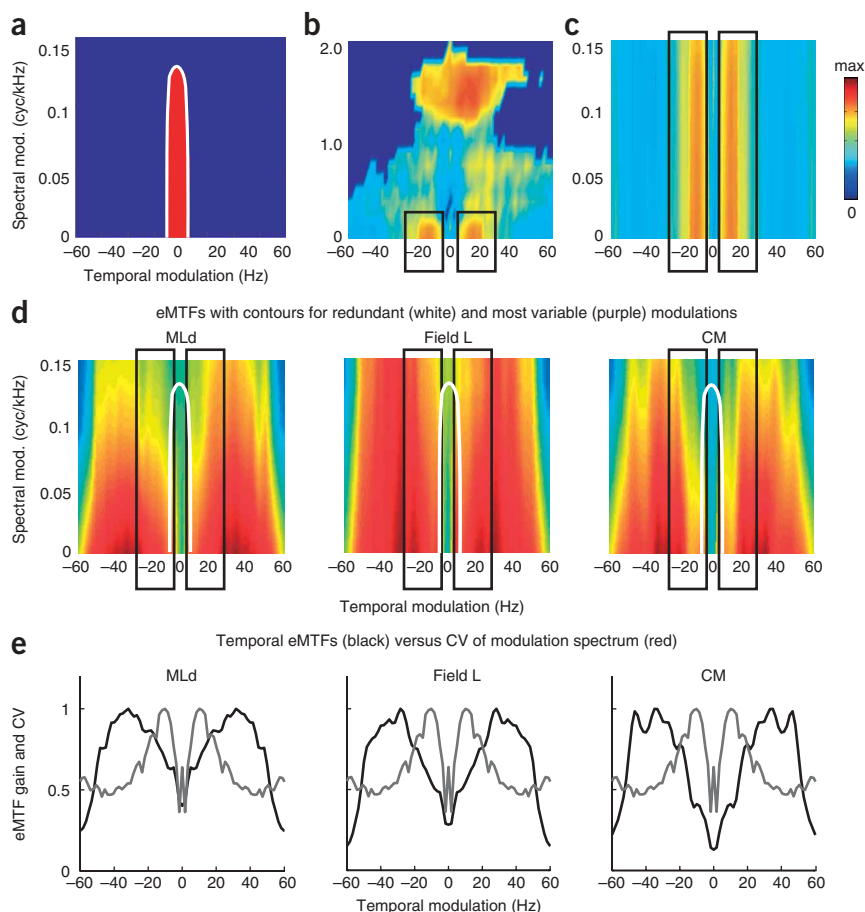 a
b
c
0.15
0.1
0.05
0
Spectral mod. (cyc/kHz)
–60 –40 –20 0 20 40 60
Temporal modulation (Hz)
2.0
1.0
0
–60 –40 –20 0 20 40 60
0.15
0.1
0.05
0
–60 –40 –20 0 20 40 60
max
0
d
eMTFs with contours for redundant (white) and most variable (purple) modulations
MLd
Field L
CM
0.15
0.1
0.05
0
Spectral mod. (cyc/kHz)
–60 –40 –20 0 20 40 60
–60 –40 –20 0 20 40 60
0.15
0.1
0.05
0
–60 –40 –20 0 20 40 60
Temporal modulation (Hz)
e
Temporal eMTFs (black) versus CV of modulation spectrum (red)
MLd
Field L
CM
1
0.5
0
eMTF gain and CV
–60 –40 –20 0 20 40 60
–60 –40 –20 0 20 40 60
–60 –40 –20 0 20 40 60
Temporal modulation (Hz)